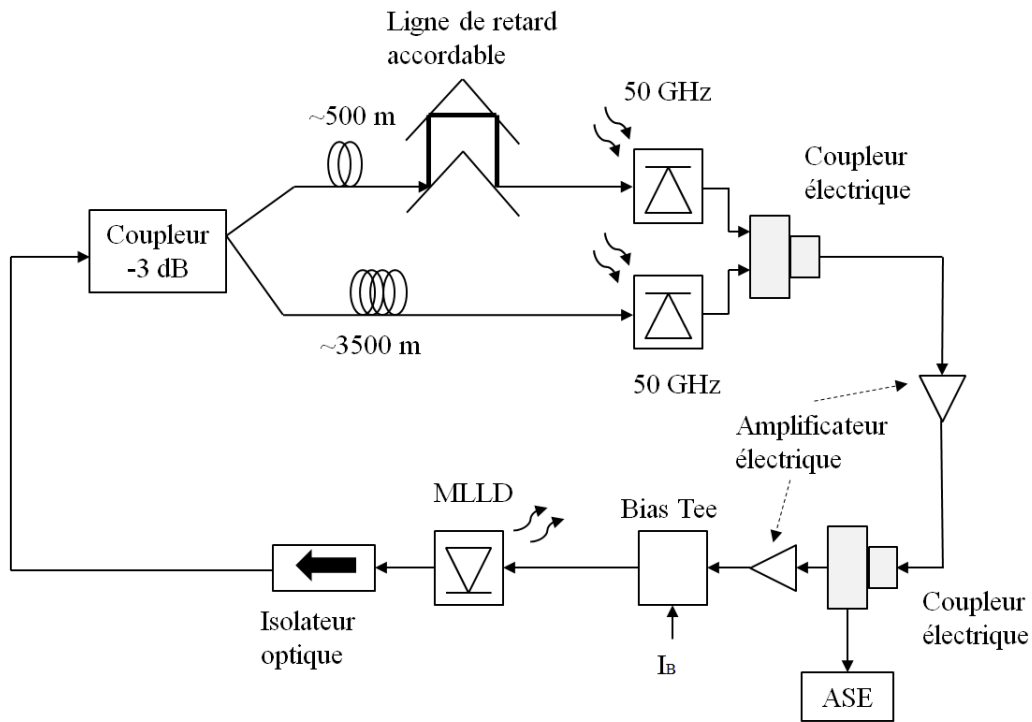 Ligne de retard
accordable
~500 m
50 GHz
Coupleur
électrique
Coupleur
-3 dB
~3500 m
50 GHz
Amplificateur
électrique
MLLD
Bias Tee
Isolateur
optique
IB
Coupleur
électrique
ASE